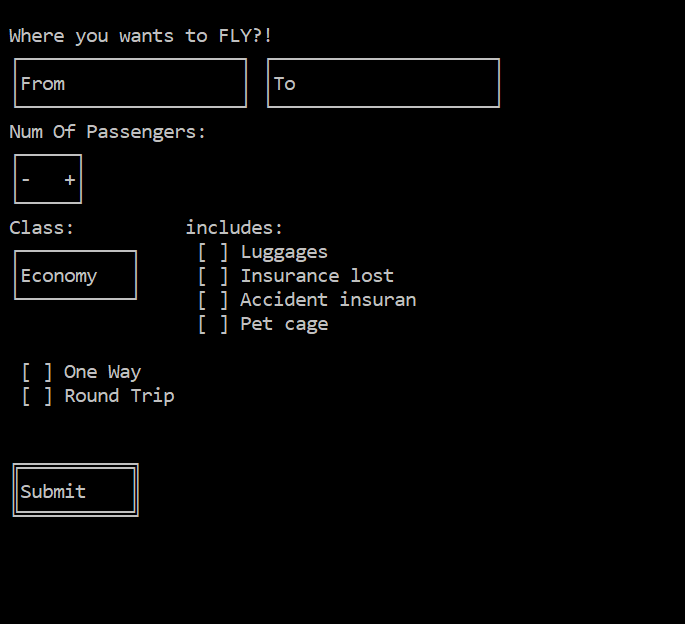 Where you wants to FLY?!
From To
Num Of Passengers:
- +
Class: includes:
[ ] Luggages
Economy [ ] Insurance lost
[ ] Accident insuran
[ ] Pet cage
[ ] One Way
[ ] Round Trip
Submit